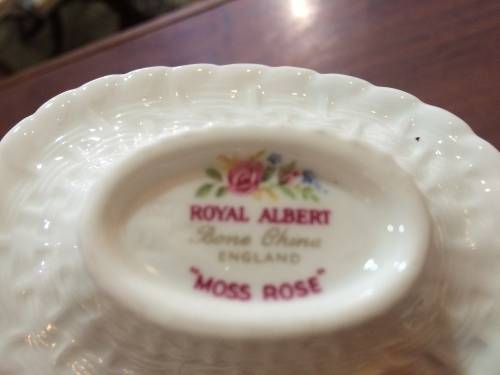 ROYAL ALBERT
Bone China
ENGLAND
"MOSS ROSE"